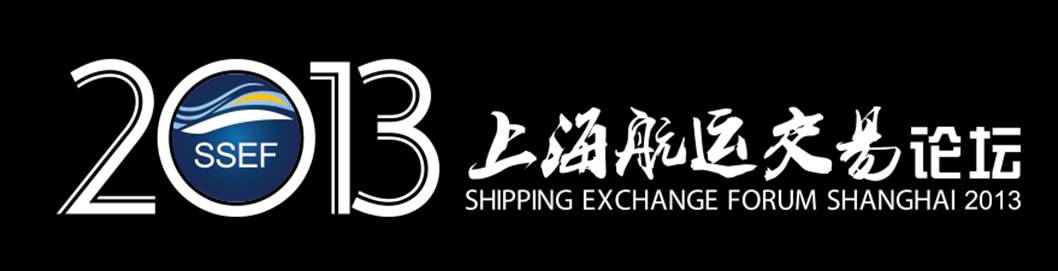 2013
SSEF
上海航运交易论坛
SHIPPING EXCHANGE FORUM SHANGHAI 2013